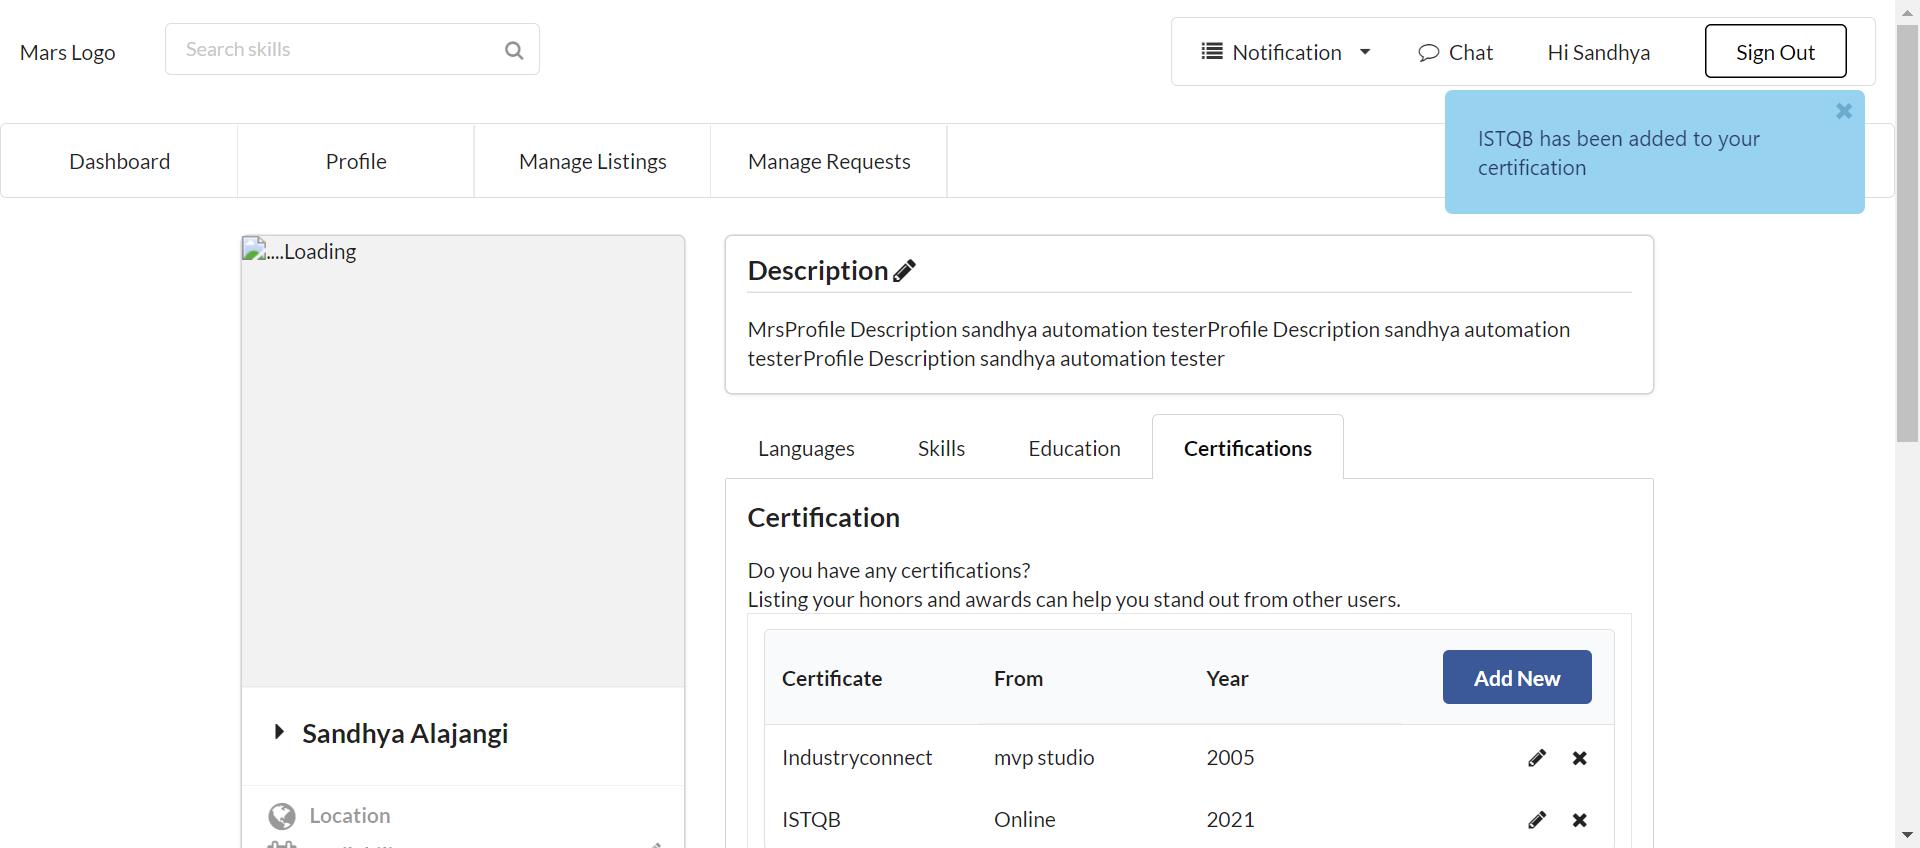 Mars Logo
Search skills
Notification
Chat
Hi Sandhya
Sign Out
ISTQB has been added to your
certification
Dashboard
Profile
Manage Listings
Manage Requests
....Loading
Description
MrsProfile Description sandhya automation testerProfile Description sandhya automation
testerProfile Description sandhya automation tester
Languages
Skills
Education
Certifications
Certification
Do you have any certifications?
Listing your honors and awards can help you stand out from other users.
Certificate
From
Year
Add New
Industryconnect
mvp studio
2005
ISTQB
Online
2021
Sandhya Alajangi
Location